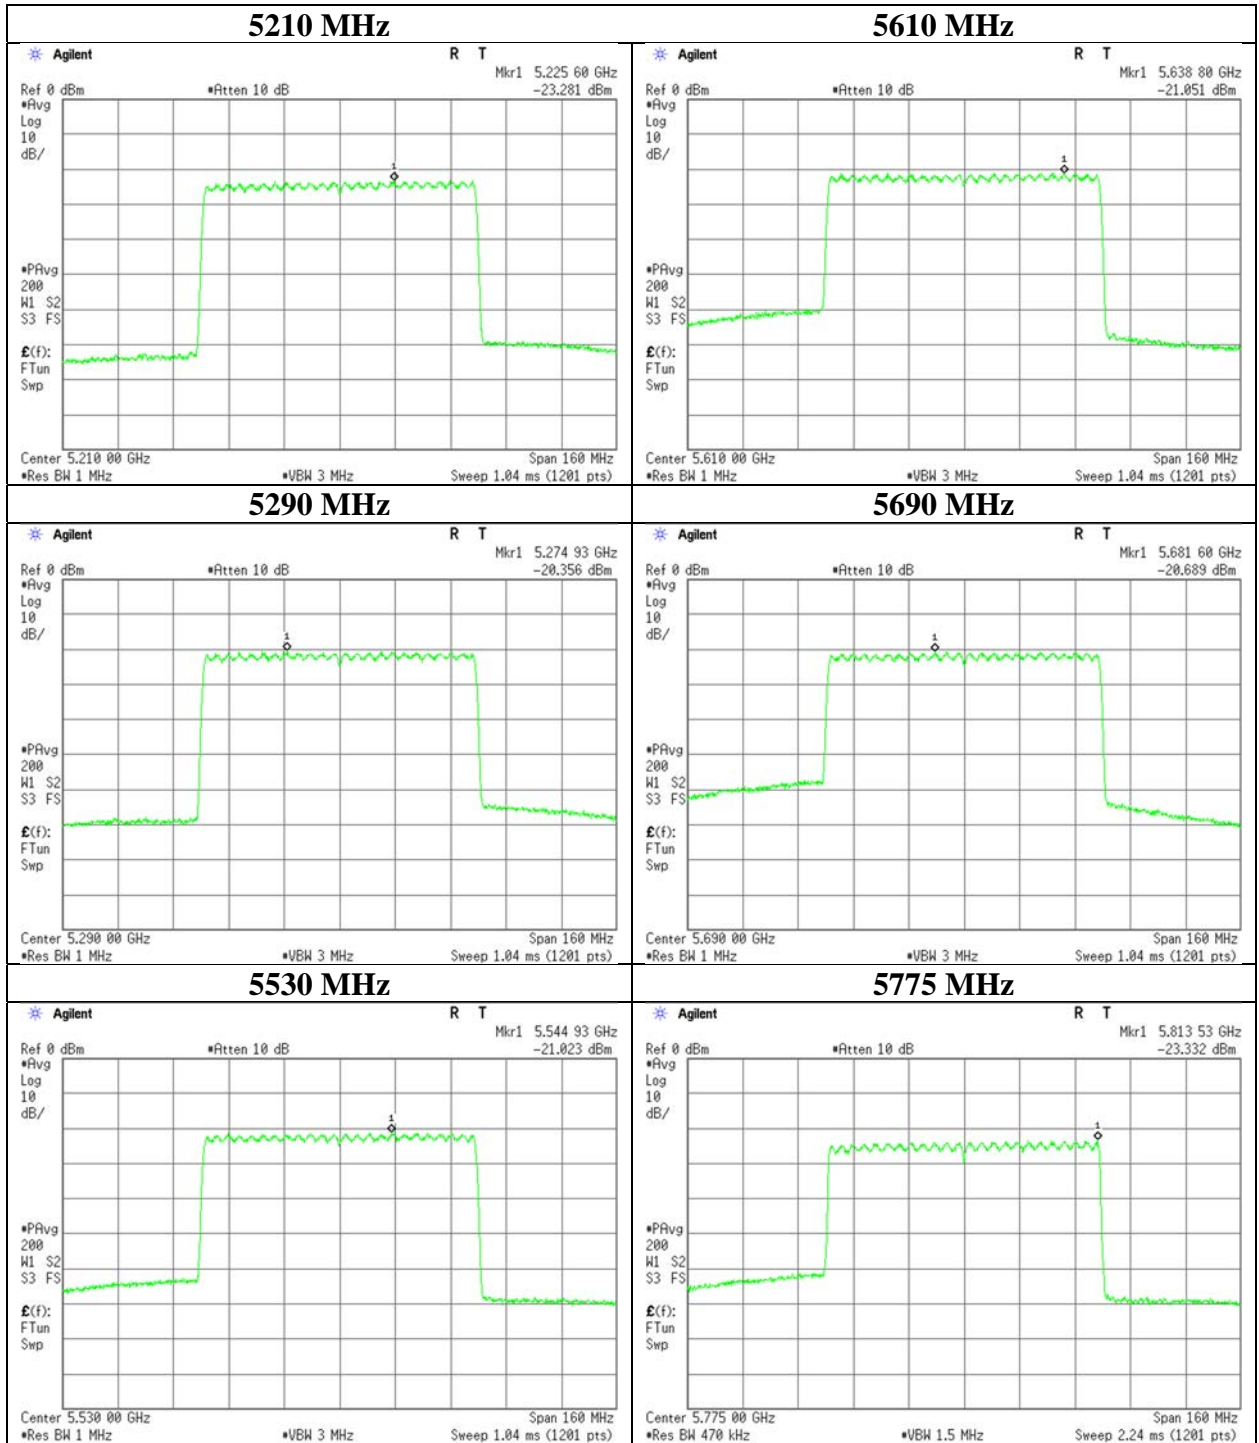 5210 MHz
Agilent
R T
Mkr1 5.225 60 GHz
Ref 0 dBm
*Atten 10 dB
-23.281 dBm
*Avg
Log
10
dB/
1
*PAvg
200
W1 S2
S3 FS
£(f):
FTun
Swp
Center 5.210 00 GHz
Span 160 MHz
*Res BW 1 MHz
*VBW 3 MHz
Sweep 1.04 ms (1201 pts)
5610 MHz
Agilent
R T
Mkr1 5.638 80 GHz
Ref 0 dBm
*Atten 10 dB
-21.051 dBm
*Avg
Log
10
dB/
1
*PAvg
200
W1 S2
S3 FS
£(f):
FTun
Swp
Center 5.610 00 GHz
Span 160 MHz
*Res BW 1 MHz
*VBW 3 MHz
Sweep 1.04 ms (1201 pts)
5290 MHz
Agilent
R T
Mkr1 5.274 93 GHz
Ref 0 dBm
*Atten 10 dB
-20.356 dBm
*Avg
Log
10
dB/
1
*PAvg
200
W1 S2
S3 FS
£(f):
FTun
Swp
Center 5.290 00 GHz
Span 160 MHz
*Res BW 1 MHz
*VBW 3 MHz
Sweep 1.04 ms (1201 pts)
5690 MHz
Agilent
R T
Mkr1 5.681 60 GHz
Ref 0 dBm
*Atten 10 dB
-20.689 dBm
*Avg
Log
10
dB/
1
*PAvg
200
W1 S2
S3 FS
£(f):
FTun
Swp
Center 5.690 00 GHz
Span 160 MHz
*Res BW 1 MHz
*VBW 3 MHz
Sweep 1.04 ms (1201 pts)
5530 MHz
Agilent
R T
Mkr1 5.544 93 GHz
Ref 0 dBm
*Atten 10 dB
-21.023 dBm
*Avg
Log
10
dB/
1
*PAvg
200
W1 S2
S3 FS
£(f):
FTun
Swp
Center 5.530 00 GHz
Span 160 MHz
*Res BW 1 MHz
*VBW 3 MHz
Sweep 1.04 ms (1201 pts)
5775 MHz
Agilent
R T
Mkr1 5.813 53 GHz
Ref 0 dBm
*Atten 10 dB
-23.332 dBm
*Avg
Log
10
dB/
1
*PAvg
200
W1 S2
S3 FS
£(f):
FTun
Swp
Center 5.775 00 GHz
Span 160 MHz
*Res BW 470 kHz
*VBW 1.5 MHz
Sweep 2.24 ms (1201 pts)